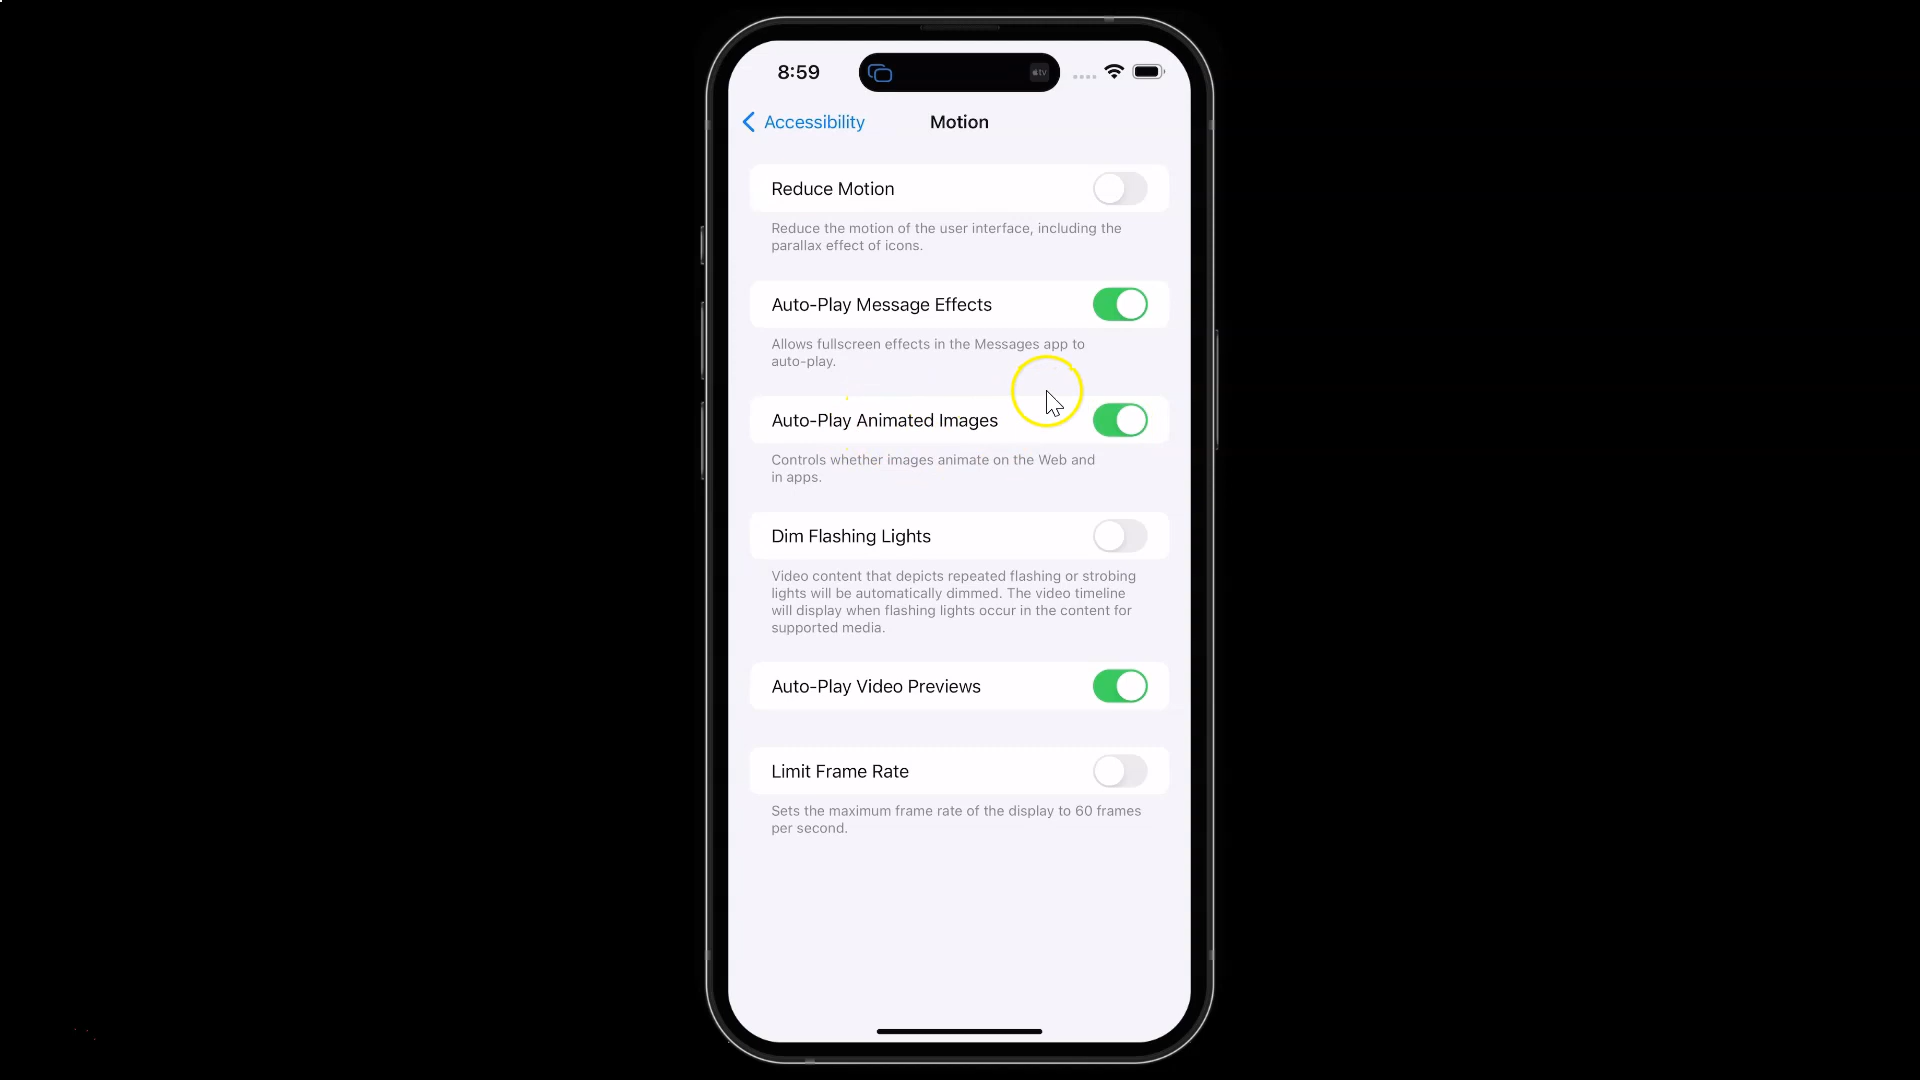 8:59
tv
Accessibility
Motion
Reduce Motion
Reduce the motion of the user interface, including the
parallax effect of icons.
Auto-Play Message Effects
Allows fullscreen effects in the Messages app to
auto-play.
Auto-Play Animated Images
Controls whether images animate on the Web and
in apps.
Dim Flashing Lights
Video content that depicts repeated flashing or strobing
lights will be automatically dimmed. The video timeline
will display when flashing lights occur in the content for
supported media.
Auto-Play Video Previews
Limit Frame Rate
Sets the maximum frame rate of the display to 60 frames
per second.